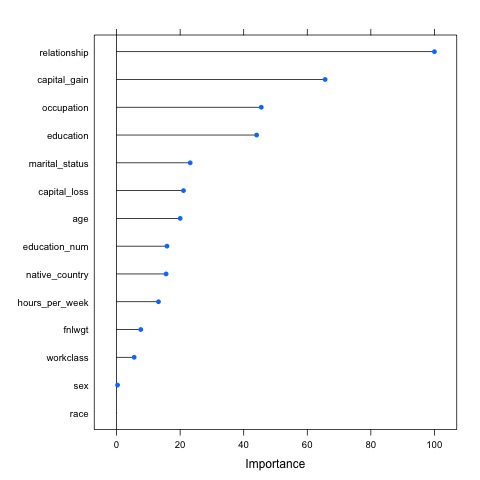 relationship
capital_gain
occupation
education
marital_status
capital_loss
age
education_num
native_country
hours_per_week
fnlwgt
workclass
sex
race
0 20 40 60 80 100
Importance